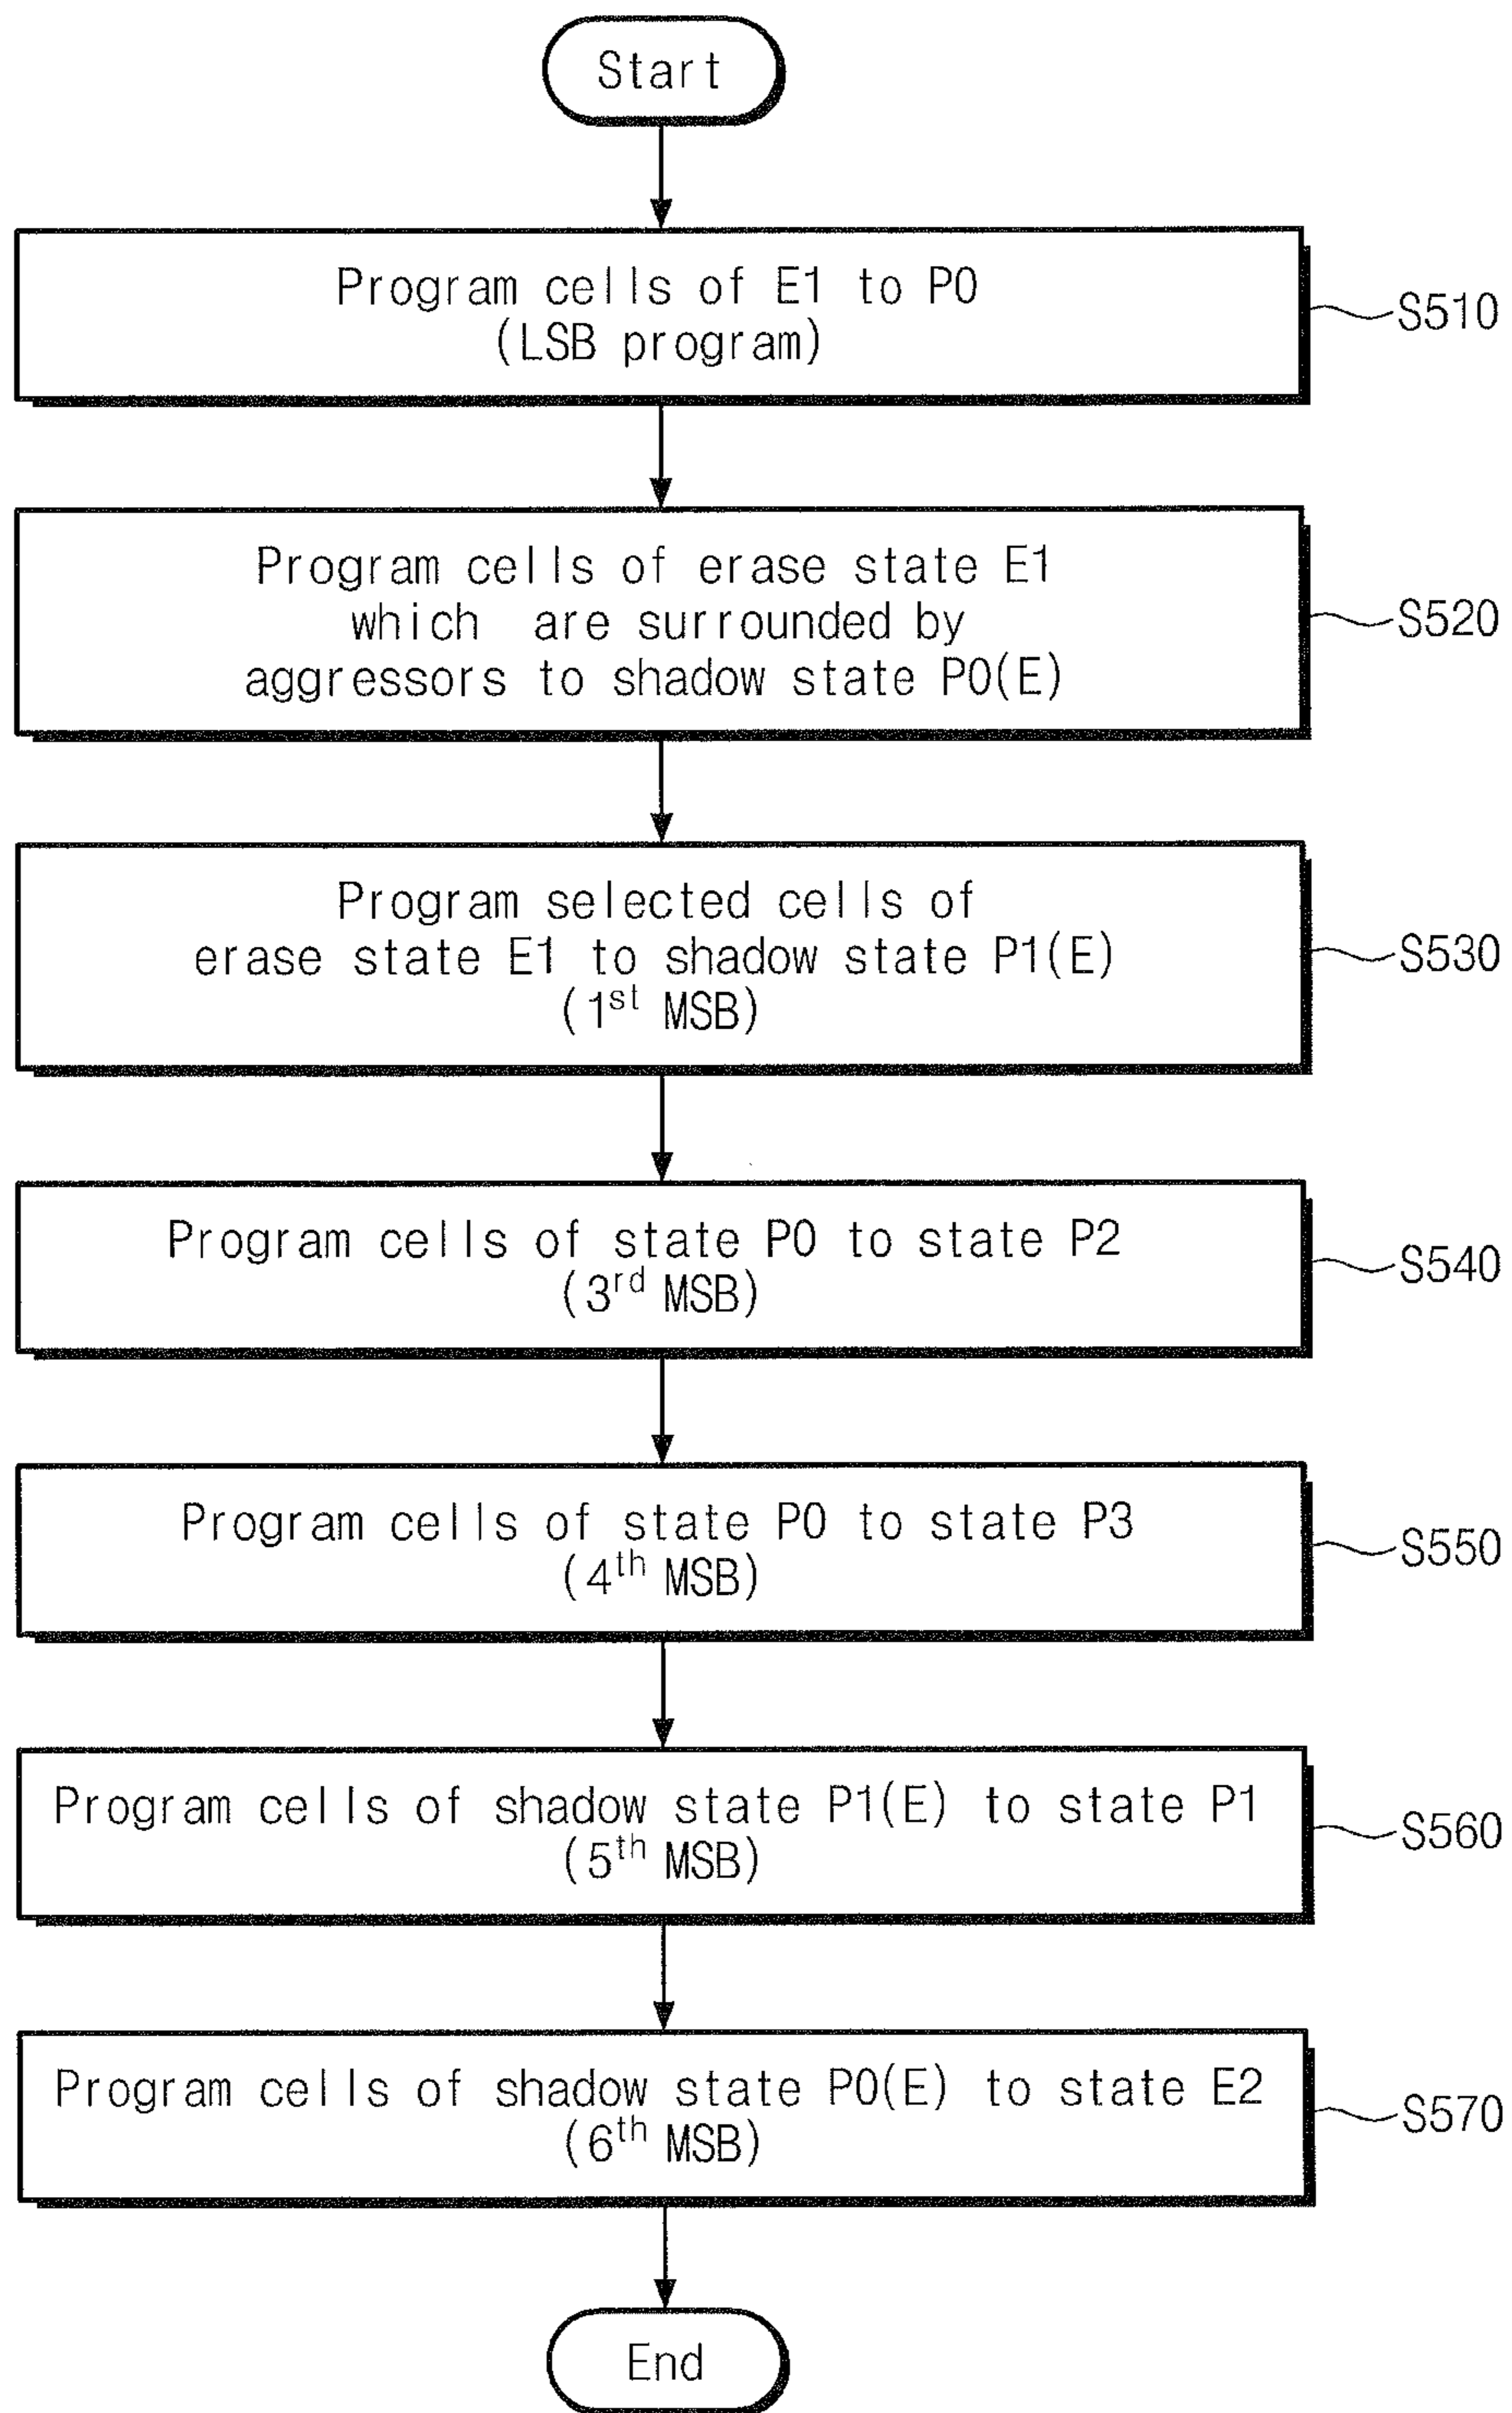 Start
Program cells of E1 to P0
(LSB program)
S510
Program cells of erase state E1
which are surrounded by
aggressors to shadow state P0(E)
S520
Program selected cells of
erase state E1 to shadow state P1(E)
(1st MSB)
S530
Program cells of state P0 to state P2
(3rd MSB)
S540
Program cells of state P0 to state P3
(4th MSB)
S550
Program cells of shadow state P1(E) to state P1
(5th MSB)
S560
Program cells of shadow state P0(E) to state E2
(6th MSB)
S570
End